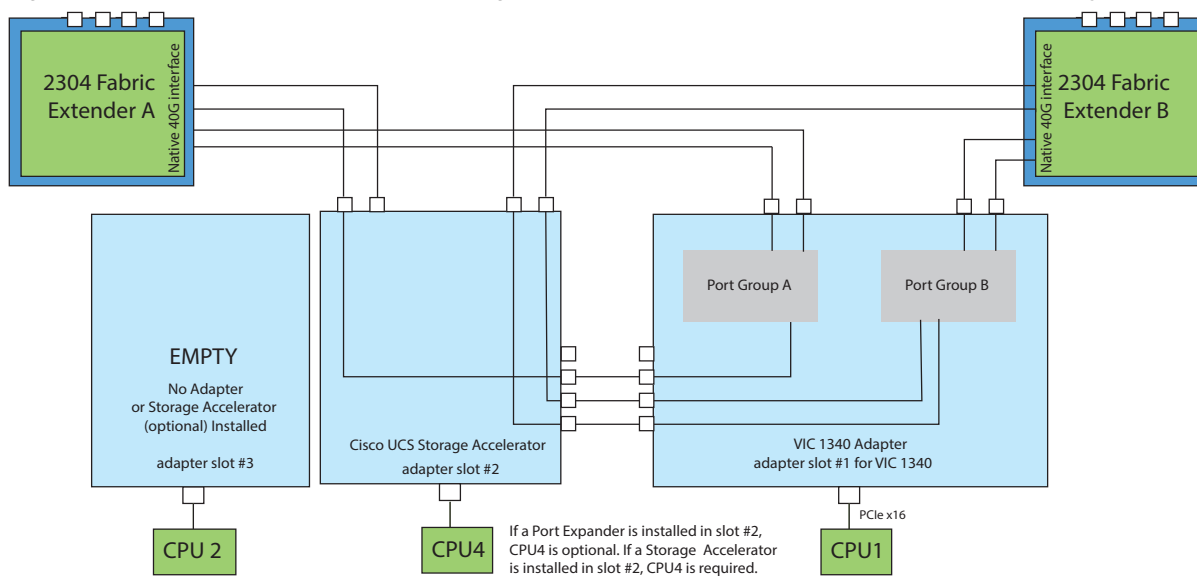 2304 Fabric
Extender A
Native 40G interface
Native 40G interface
2304 Fabric
Extender B
EMPTY
No Adapter
or Storage Accelerator
(optional) Installed
adapter slot #3
Cisco UCS Storage Accelerator
adapter slot #2
Port Group A
Port Group B
VIC 1340 Adapter
adapter slot #1 for VIC 1340
PCIe x16
CPU 2
CPU4
If a Port Expander is installed in slot #2,
CPU4 is optional. If a Storage Accelerator
is installed in slot #2, CPU4 is required.
CPU1